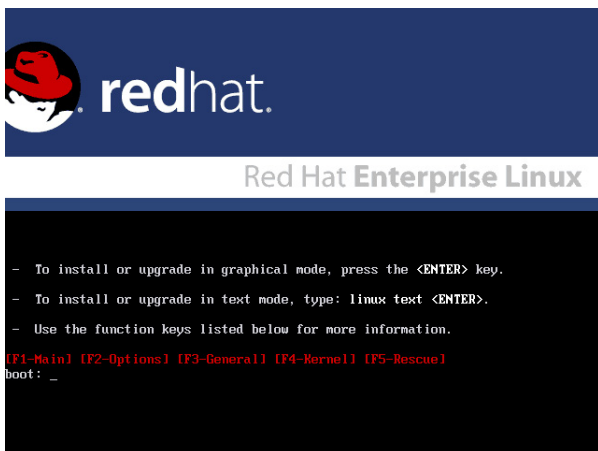 redhat.
Red Hat Enterprise Linux
- To install or upgrade in graphical mode, press the <ENTER> key.
- To install or upgrade in text mode, type: linux text <ENTER>.
- Use the function keys listed below for more information.
[F1-Main] [F2-Options] [F3-General] [F4-Kernel] [F5-Rescue]
boot: _